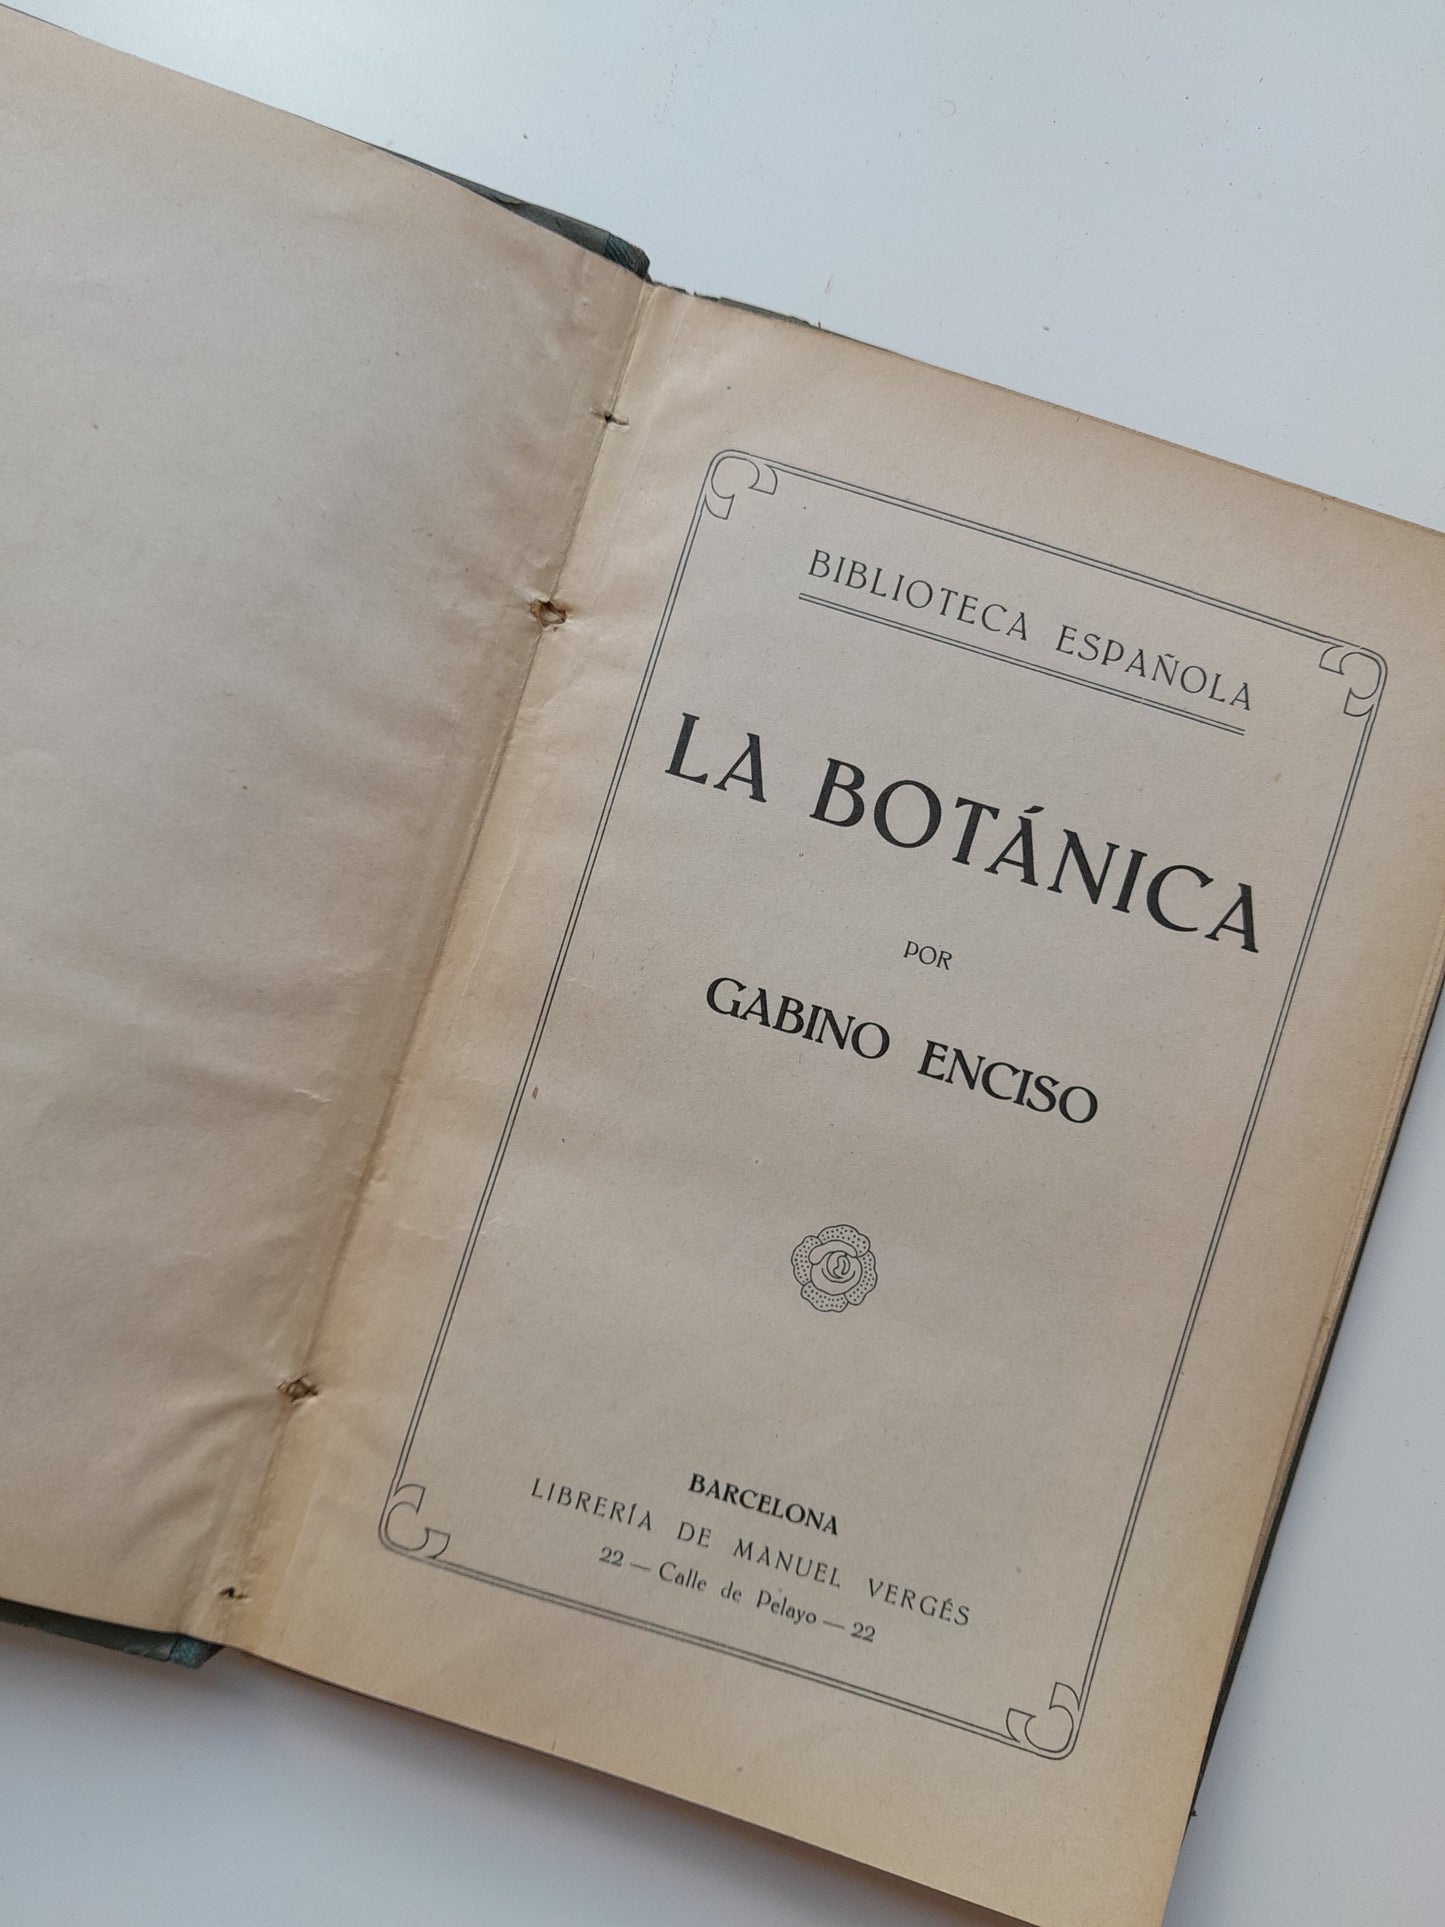 BIBLIOTECA ESPAÑOLA
LA BOTÁNICA
POR
GABINO ENCISO
BARCELONA
LIBRERÍA DE MANUEL VERGÉS
22 — Calle de Pelayo — 22